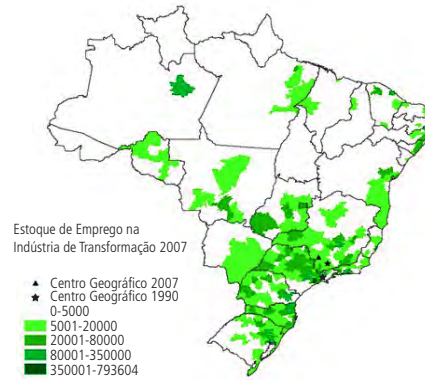 Estoque de Emprego na
Indústria de Transformação 2007
Centro Geográfico 2007
Centro Geográfico 1990
0-5000
5001-20000
20001-80000
80001-350000
350001-793604